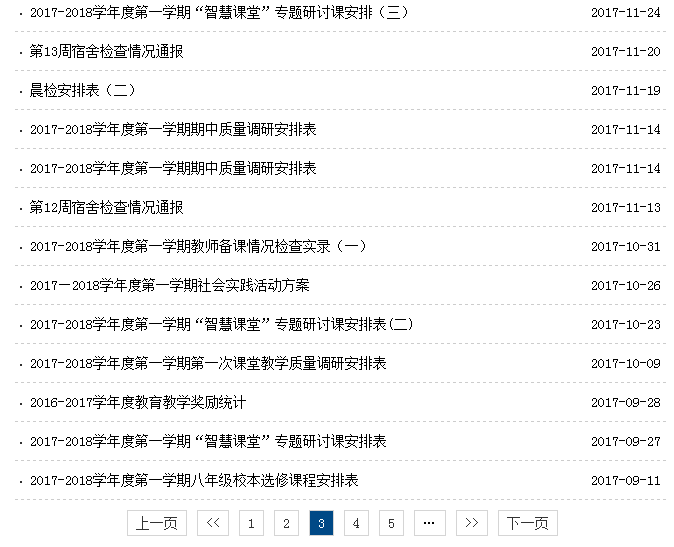 · 2017-2018学年度第一学期“智慧课堂”专题研讨课安排（三） 2017-11-24
· 第13周宿舍检查情况通报 2017-11-20
· 晨检安排表（二） 2017-11-19
· 2017-2018学年度第一学期期中质量调研安排表 2017-11-14
· 2017-2018学年度第一学期期中质量调研安排表 2017-11-14
· 第12周宿舍检查情况通报 2017-11-13
· 2017-2018学年度第一学期教师备课情况检查实录（一） 2017-10-31
· 2017－2018学年度第一学期社会实践活动方案 2017-10-26
· 2017-2018学年度第一学期“智慧课堂”专题研讨课安排表(二) 2017-10-23
· 2017-2018学年度第一学期第一次课堂教学质量调研安排表 2017-10-09
· 2016-2017学年度教育教学奖励统计 2017-09-28
· 2017-2018学年度第一学期“智慧课堂”专题研讨课安排表 2017-09-27
· 2017-2018学年度第一学期八年级校本选修课程安排表 2017-09-11
上一页 << 1 2 3 4 5 … >> 下一页